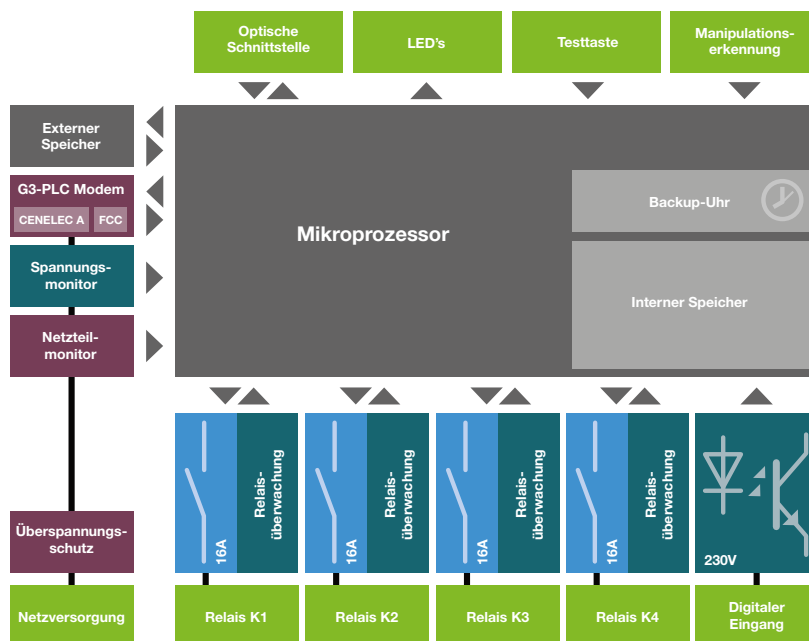 Optische
Schnittstelle
LED's
Testtaste
Manipulations-
erkennung
Externer
Speicher
G3-PLC Modem
CENELEC A
FCC
Spannungs-
monitor
Netzteil-
monitor
Mikroprozessor
Backup-Uhr
Interner Speicher
16A
Relais-
überwachung
16A
Relais-
überwachung
16A
Relais-
überwachung
16A
Relais-
überwachung
230V
Überspannungs-
schutz
Netzversorgung
Relais K1
Relais K2
Relais K3
Relais K4
Digitaler
Eingang